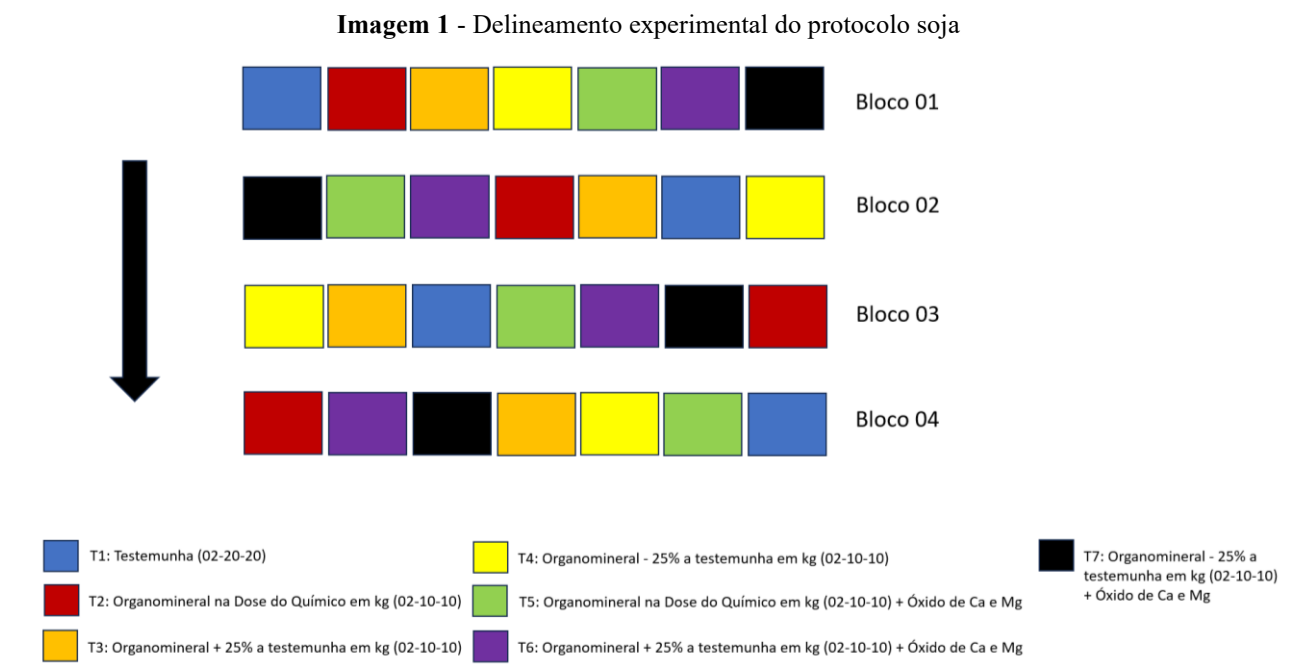 Imagem 1 - Delineamento experimental do protocolo soja
Bloco 01
Bloco 02
Bloco 03
Bloco 04
T1: Testemunha (02-20-20)
T2: Organomineral na Dose do Químico em kg (02-10-10)
T3: Organomineral + 25% a testemunha em kg (02-10-10)
T4: Organomineral - 25% a testemunha em kg (02-10-10)
T5: Organomineral na Dose do Químico em kg (02-10-10) + Óxido de Ca e Mg
T6: Organomineral + 25% a testemunha em kg (02-10-10) + Óxido de Ca e Mg
T7: Organomineral - 25% a
testemunha em kg (02-10-10)
+ Óxido de Ca e Mg